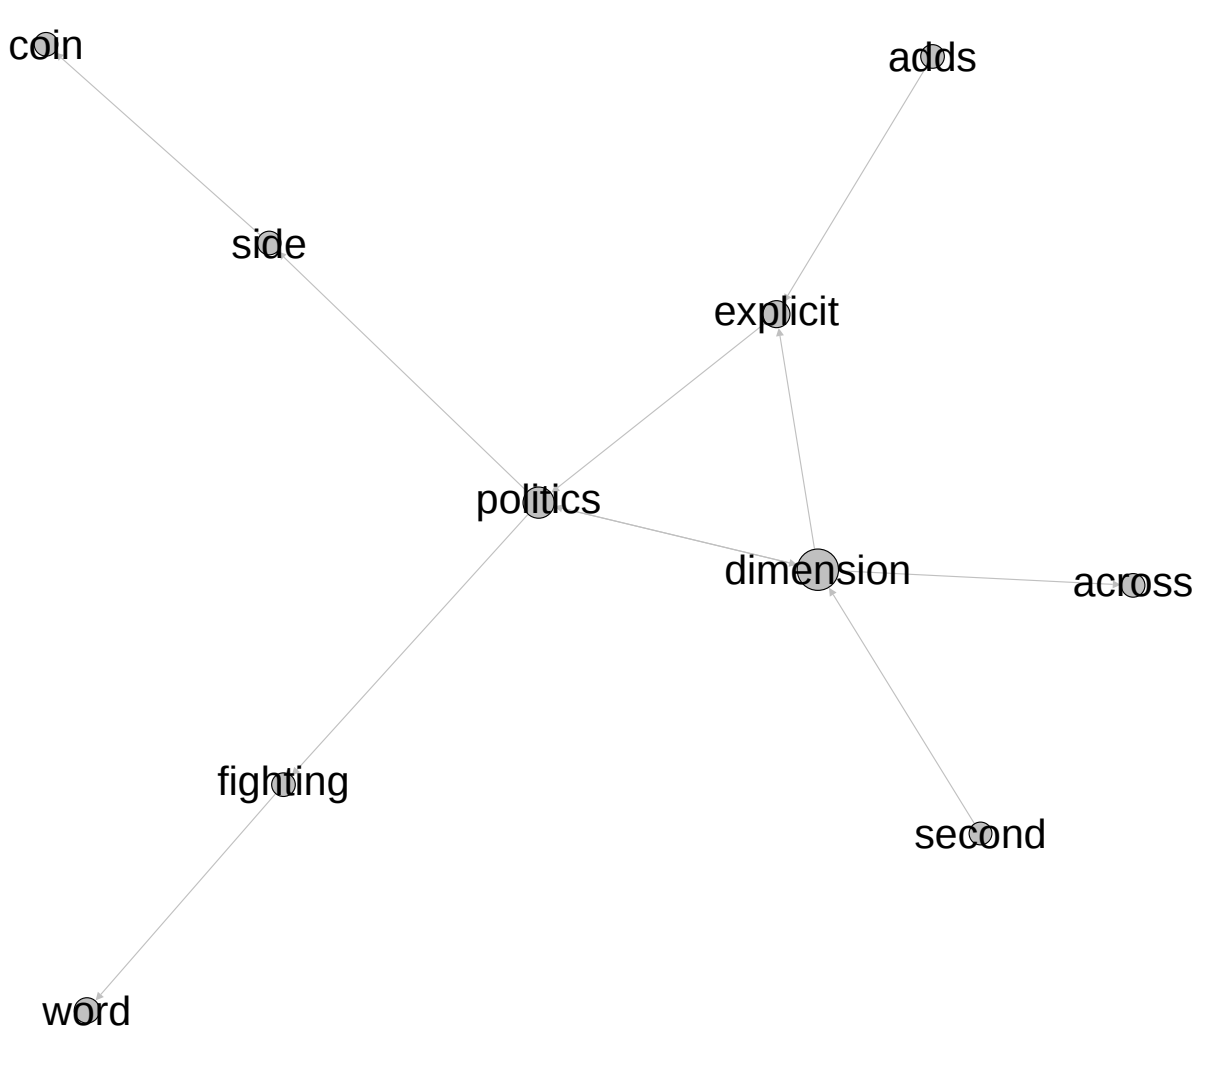 coin
adds
side
explicit
politics
dimension
across
fighting
second
word